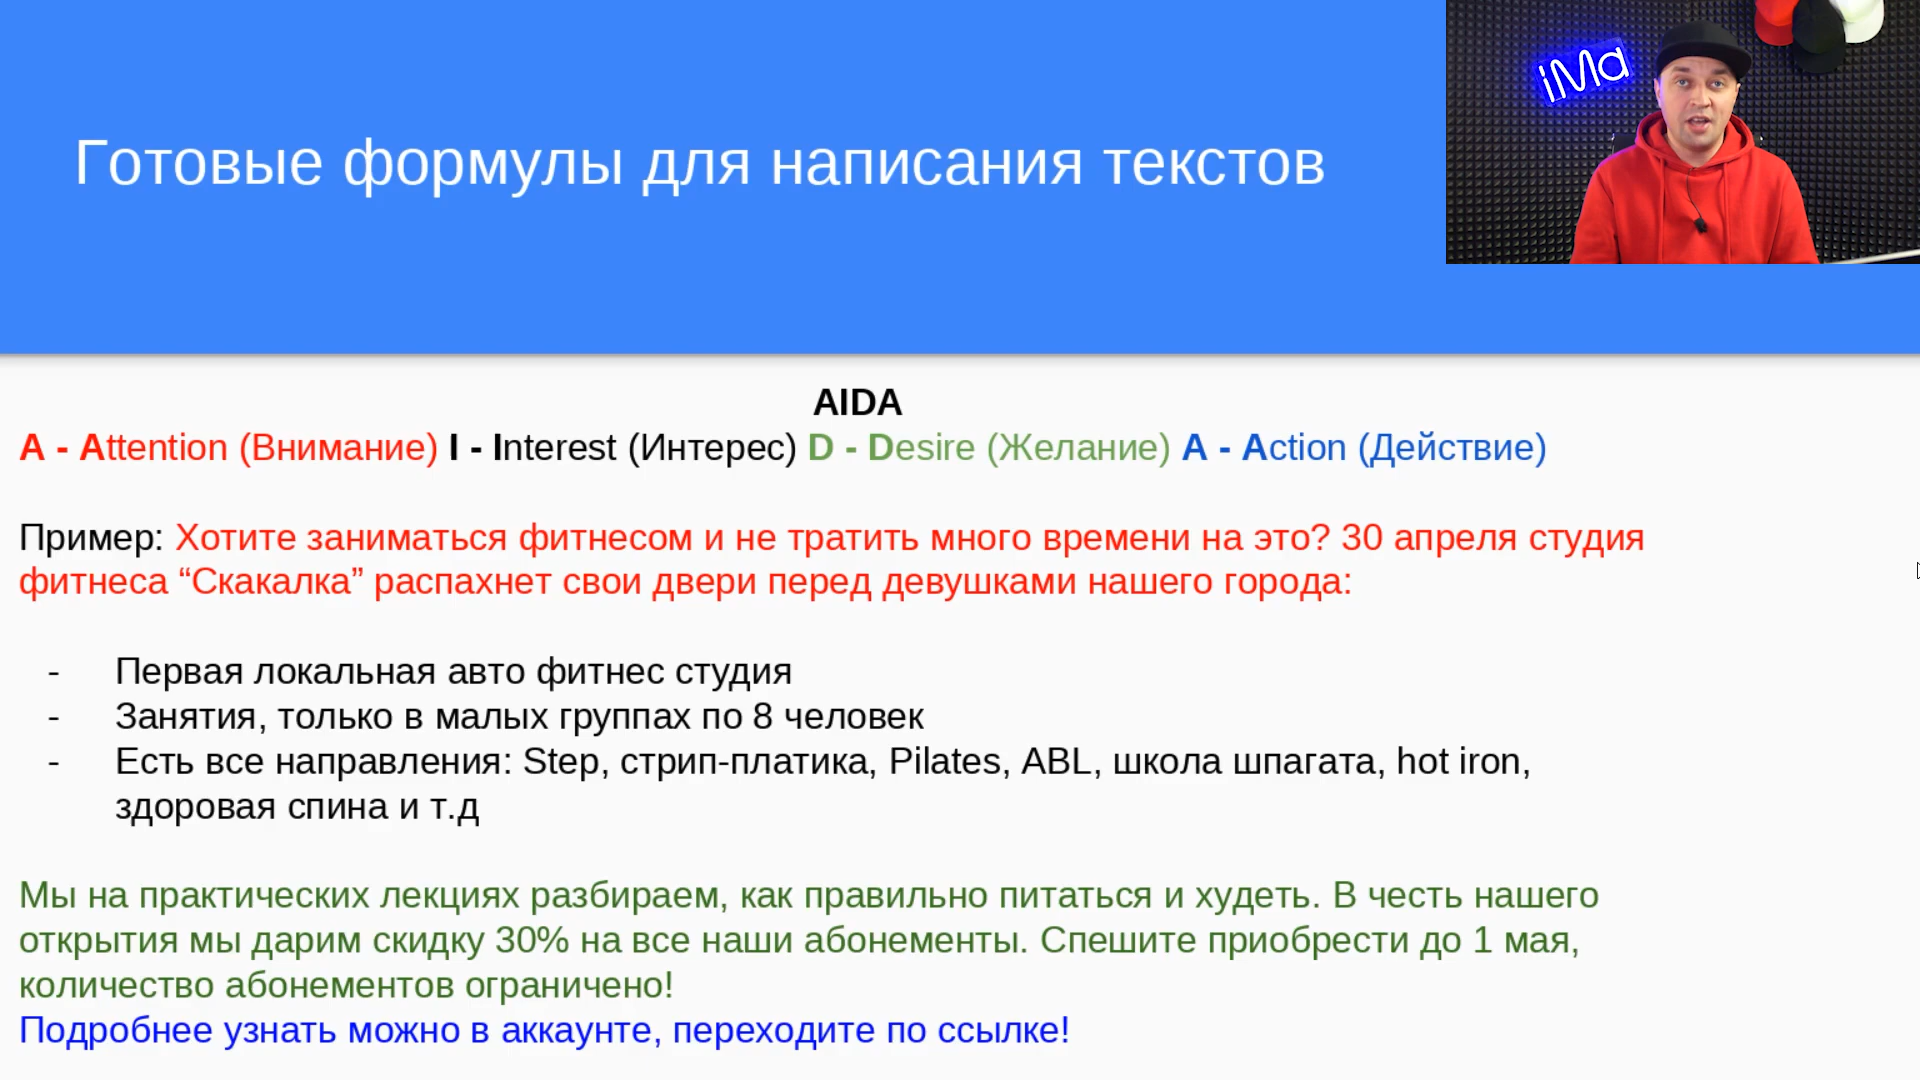 Готовые формулы для написания текстов
iMa
AIDA
A - Attention (Внимание) I - Interest (Интерес) D - Desire (Желание) A - Action (Действие)
Пример: Хотите заниматься фитнесом и не тратить много времени на это? 30 апреля студия
фитнеса “Скакалка” распахнет свои двери перед девушками нашего города:
- Первая локальная авто фитнес студия
- Занятия, только в малых группах по 8 человек
- Есть все направления: Step, стрип-платика, Pilates, ABL, школа шпагата, hot iron,
здоровая спина и т.д
Мы на практических лекциях разбираем, как правильно питаться и худеть. В честь нашего
открытия мы дарим скидку 30% на все наши абонементы. Спешите приобрести до 1 мая,
количество абонементов ограничено!
Подробнее узнать можно в аккаунте, переходите по ссылке!